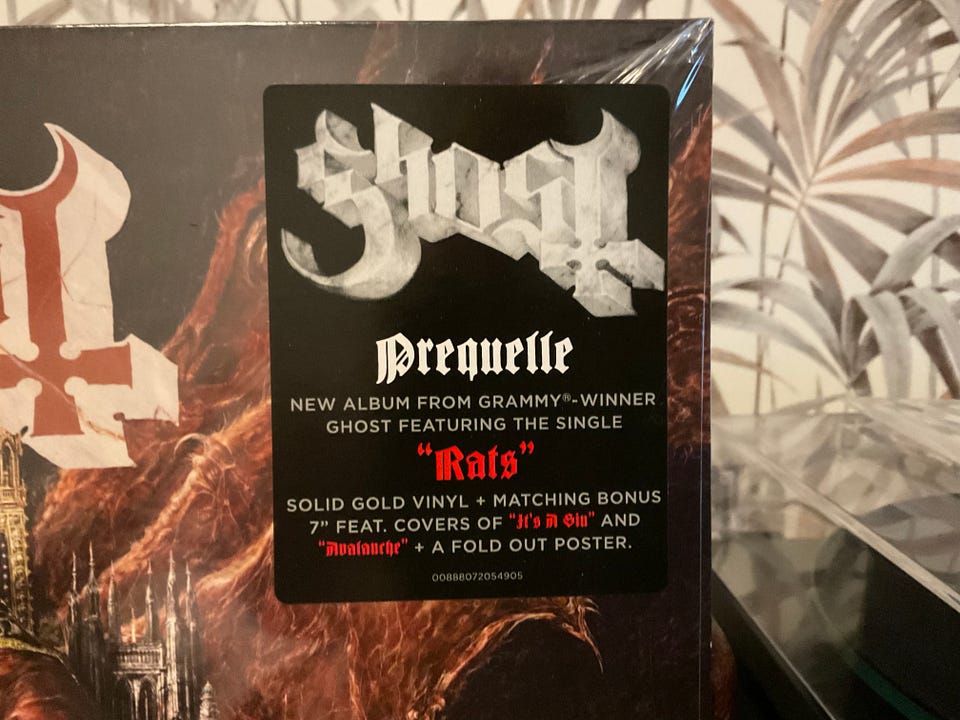 Ghost
Prequelle
NEW ALBUM FROM GRAMMY®-WINNER
GHOST FEATURING THE SINGLE
“Rats”
SOLID GOLD VINYL + MATCHING BONUS
7” FEAT. COVERS OF “It’s A Sin” AND
“Avalanche” + A FOLD OUT POSTER.
00888072054905